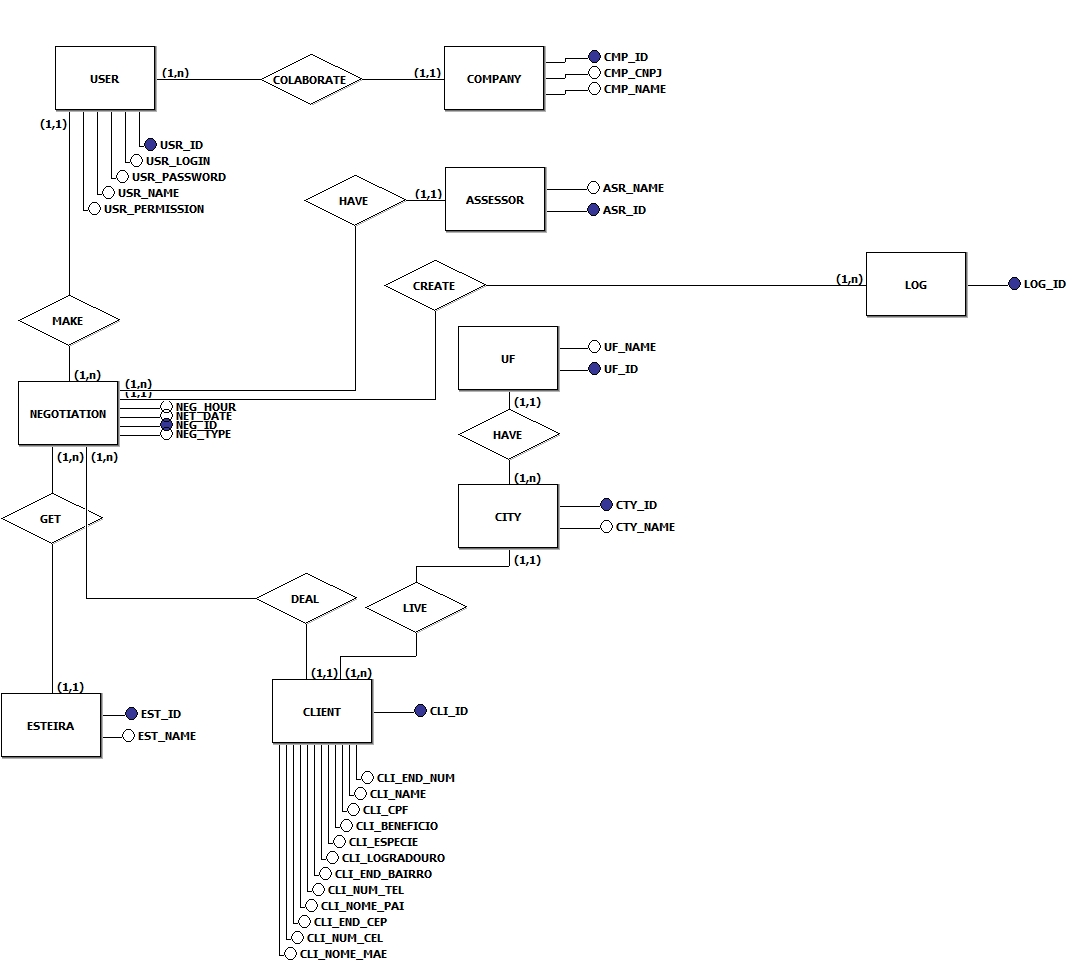 USER
(1,n)
COLABORATE
(1,1)
COMPANY
CMP_ID
CMP_CNPJ
CMP_NAME
(1,1)
USR_ID
USR_LOGIN
USR_PASSWORD
USR_NAME
USR_PERMISSION
HAVE
(1,1)
ASSESSOR
ASR_NAME
ASR_ID
CREATE
(1,n)
LOG
LOG_ID
MAKE
UF
UF_NAME
UF_ID
(1,1)
(1,n)
(1,n)
(1,1)
NEGOTIATION
NEG_HOUR
NET_DATE
NEG_ID
NEG_TYPE
HAVE
(1,n)
(1,n)
(1,n)
CITY
CTY_ID
CTY_NAME
GET
(1,1)
DEAL
LIVE
(1,1)
(1,n)
(1,1)
ESTEIRA
EST_ID
EST_NAME
CLIENT
CLI_ID
CLI_END_NUM
CLI_NAME
CLI_CPF
CLI_BENEFICIO
CLI_ESPECIE
CLI_LOGRADOURO
CLI_END_BAIRRO
CLI_NUM_TEL
CLI_NOME_PAI
CLI_END_CEP
CLI_NUM_CEL
CLI_NOME_MAE